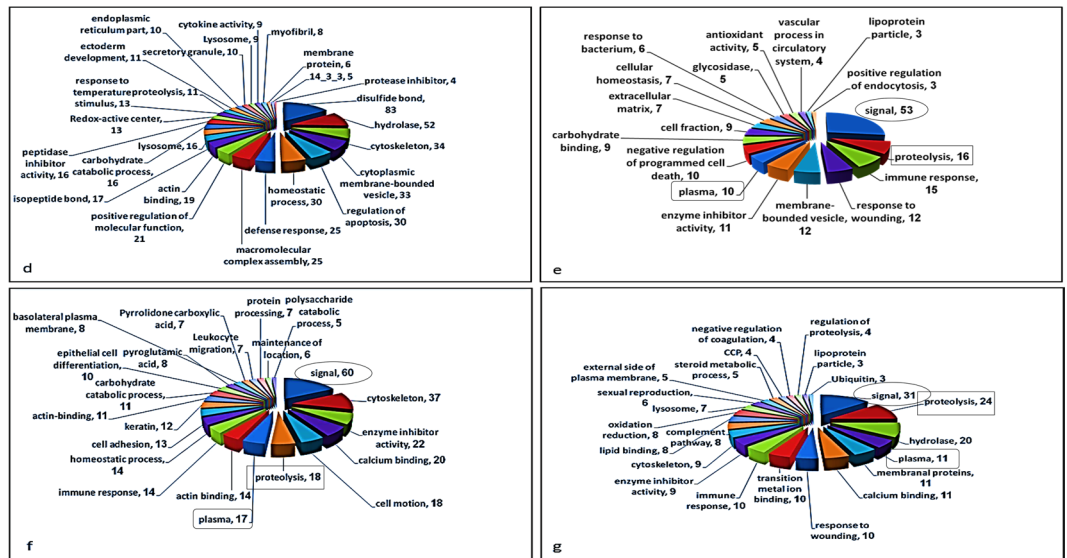 endoplasmic
reticulum part, 10
cytokine activity, 9
Lysosome, 9
myofibril, 8
ectoderm
development, 11
secretory granule, 10
membrane
protein, 6
14_3_3, 5
protease inhibitor, 4
response to
temperatureproteolysis, 11
stimulus, 13
disulfide bond,
83
Redox-active center,
13
hydrolase, 52
lysosome, 16
cytoskeleton, 34
peptidase
inhibitor
activity, 16
carbohydrate
catabolic process,
16
cytoplasmic
membrane-bounded
vesicle, 33
isopeptide bond, 17
actin
binding, 19
homeostatic
process, 30
regulation of
apoptosis, 30
positive regulation of
molecular function,
21
defense response, 25
macromolecular
complex assembly, 25
d
vascular
process in
circulatory
system, 4
lipoprotein
particle, 3
response to
bacterium, 6
antioxidant
activity, 5
glycosidase,
5
positive regulation
of endocytosis, 3
cellular
homeostasis, 7
signal, 53
extracellular
matrix, 7
cell fraction, 9
carbohydrate
binding, 9
proteolysis, 16
negative regulation
of programmed cell
death, 10
immune response,
15
plasma, 10
enzyme inhibitor
activity, 11
membrane-
bounded vesicle,
12
response to
wounding, 12
e
protein
processing, 7
polysaccharide
catabolic
process, 5
basolateral plasma
membrane, 8
Pyrrolidone carboxylic
acid, 7
Leukocyte
migration, 7
maintenance of
location, 6
epithelial cell
differentiation,
10
pyroglutamic
acid, 8
signal, 60
carbohydrate
catabolic process,
11
cytoskeleton, 37
actin-binding, 11
keratin, 12
enzyme inhibitor
activity, 22
cell adhesion, 13
calcium binding, 20
homeostatic process,
14
proteolysis, 18
immune response, 14
actin binding, 14
cell motion, 18
plasma, 17
f
negative regulation
of coagulation, 4
regulation of
proteolysis, 4
CCP, 4
steroid metabolic
process, 5
lipoprotein
particle, 3
external side of
plasma membrane, 5
Ubiquitin, 3
sexual reproduction,
6
signal, 31
proteolysis, 24
lysosome, 7
oxidation
reduction, 8
complement
pathway, 8
lipid binding, 8
hydrolase, 20
cytoskeleton, 9
plasma, 11
enzyme inhibitor
activity, 9
membranal proteins,
11
immune
response, 10
transition
metal ion
binding, 10
calcium binding, 11
response to
wounding, 10
g